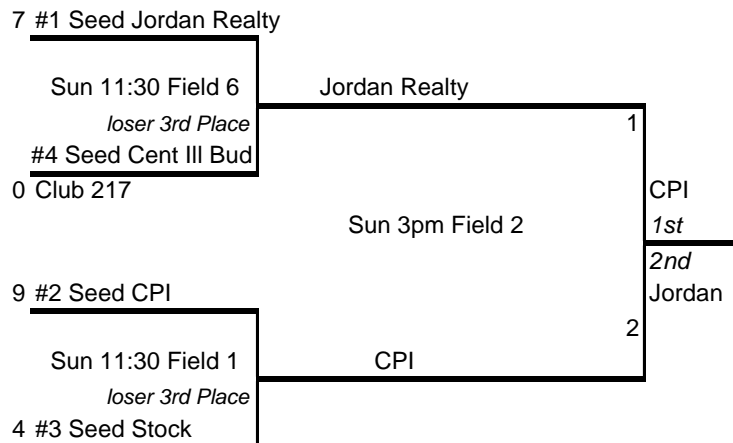 7 #1 Seed Jordan Realty
Sun 11:30 Field 6
Jordan Realty
loser 3rd Place
1
#4 Seed Cent Ill Bud
0 Club 217
CPI
Sun 3pm Field 2
1st
2nd
9 #2 Seed CPI
Jordan
2
Sun 11:30 Field 1
CPI
loser 3rd Place
4 #3 Seed Stock